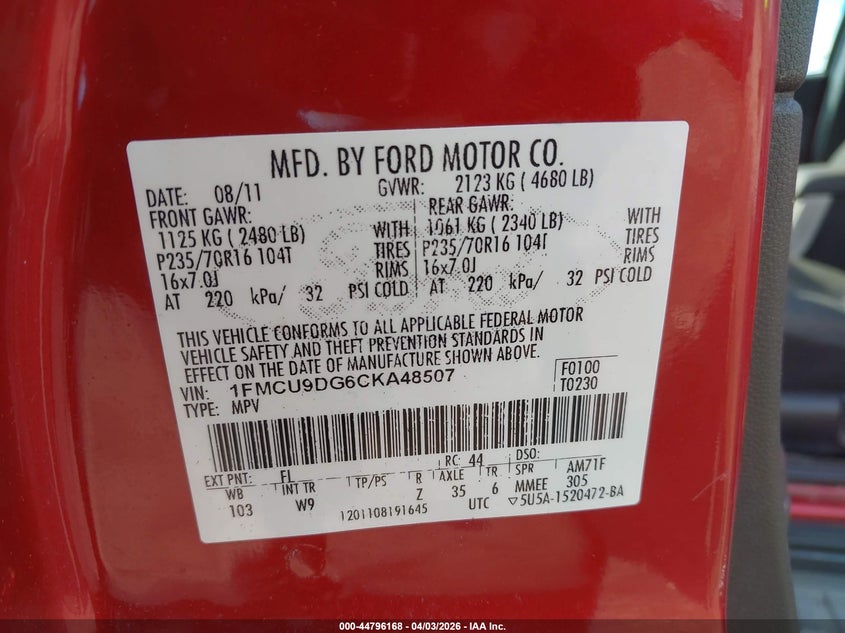 MFD. BY FORD MOTOR CO.
DATE: 08/11 GVWR: 2123 KG ( 4680 LB)
FRONT GAWR: REAR GAWR:
1125 KG ( 2480 LB) WITH 1061 KG ( 2340 LB) WITH
P235/70R16 104T TIRES P235/70R16 104T TIRES
16x7.0J RIMS 16x7.0J RIMS
AT 220 kPa/ 32 PSI COLD AT 220 kPa/ 32 PSI COLD
THIS VEHICLE CONFORMS TO ALL APPLICABLE FEDERAL MOTOR
VEHICLE SAFETY AND THEFT PREVENTION STANDARDS IN
EFFECT ON THE DATE OF MANUFACTURE SHOWN ABOVE.
VIN: 1FMCU9DG6CKA48507 F0100
TYPE: MPV T0230
EXT PNT: FL RC: 44 DSO:
WB INT TR TP/PS R AXLE TR SPR AM71F
103 W9 Z 35 6 MMEE 305
1201108191645 UTC ▽5U5A-1520472-BA
000-44796168 - 04/03/2026 - IAA Inc.